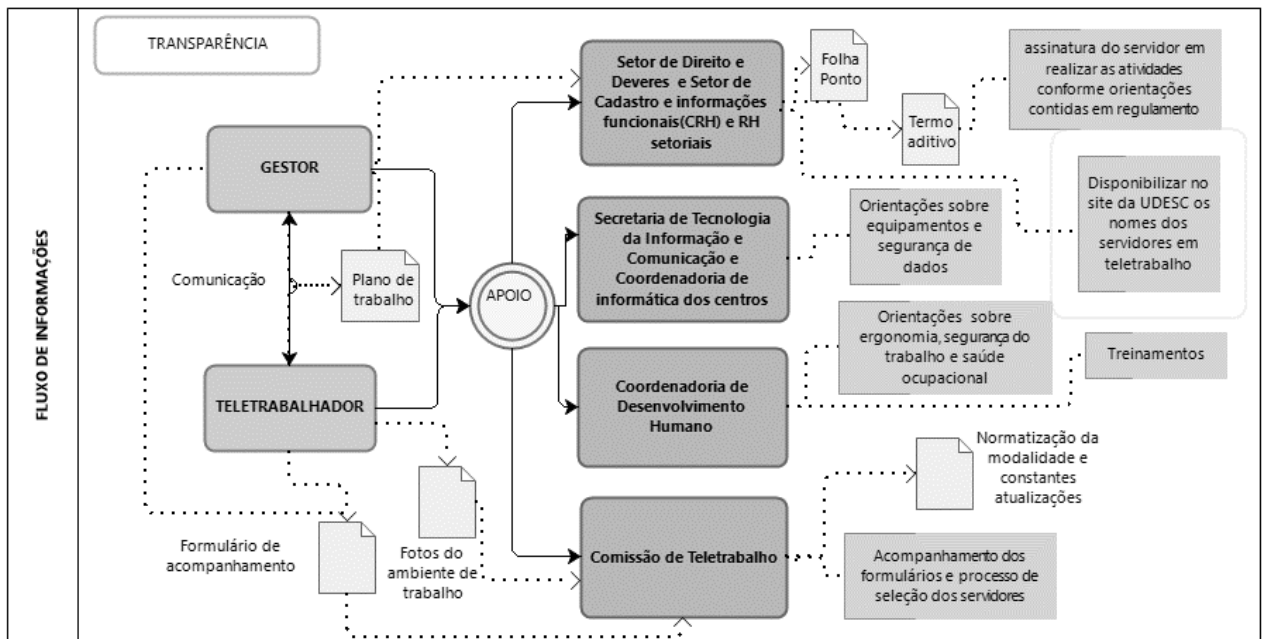 FLUXO DE INFORMAÇÕES
TRANSPARÊNCIA
GESTOR
Comunicação
Plano de
trabalho
TELETRABALHADOR
Formulário de
acompanhamento
Fotos do
ambiente de
trabalho
APOIO
Setor de Direito e
Deveres e Setor de
Cadastro e informações
funcionais(CRH) e RH
setoriais
Folha
Ponto
Termo
aditivo
assinatura do servidor em
realizar as atividades
conforme orientações
contidas em regulamento
Disponibilizar no
site da UDESC os
nomes dos
servidores em
teletrabalho
Secretaria de Tecnologia
da Informação e
Comunicação e
Coordenadoria de
informática dos centros
Orientações sobre
equipamentos e
segurança de
dados
Coordenadoria de
Desenvolvimento
Humano
Orientações sobre
ergonomia, segurança do
trabalho e saúde
ocupacional
Treinamentos
Comissão de Teletrabalho
Normatização da
modalidade e
constantes
atualizações
Acompanhamento dos
formulários e processo de
seleção dos servidores